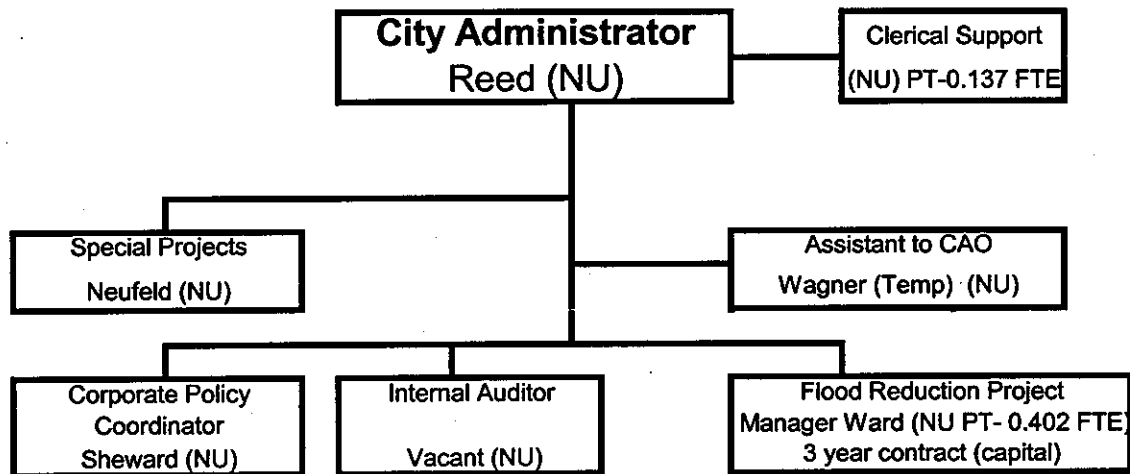 City Administrator
Reed (NU)
Clerical Support
(NU) PT-0.137 FTE
Special Projects
Neufeld (NU)
Assistant to CAO
Wagner (Temp) (NU)
Corporate Policy
Coordinator
Sheward (NU)
Internal Auditor
Vacant (NU)
Flood Reduction Project
Manager Ward (NU PT- 0.402 FTE)
3 year contract (capital)